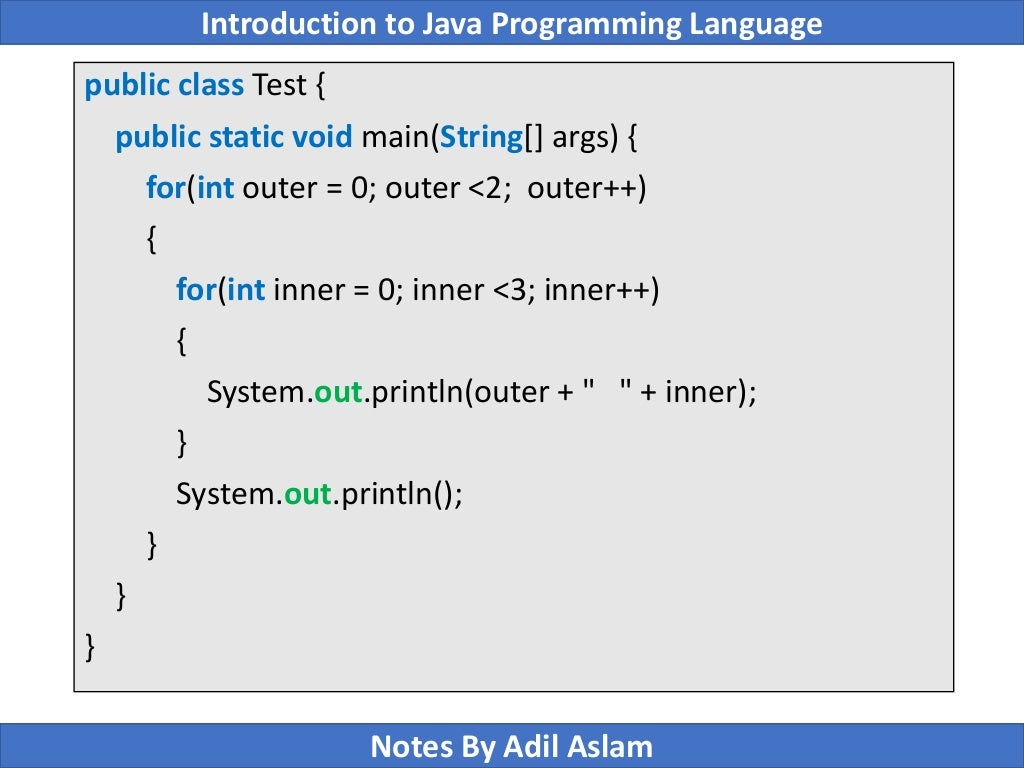 Introduction to Java Programming Language
public class Test {
public static void main(String[] args) {
for(int outer = 0; outer <2;  outer++)
{
for(int inner = 0; inner <3; inner++)
{
System.out.println(outer + "   " + inner);
}
System.out.println();
}
}
}
Notes By Adil Aslam